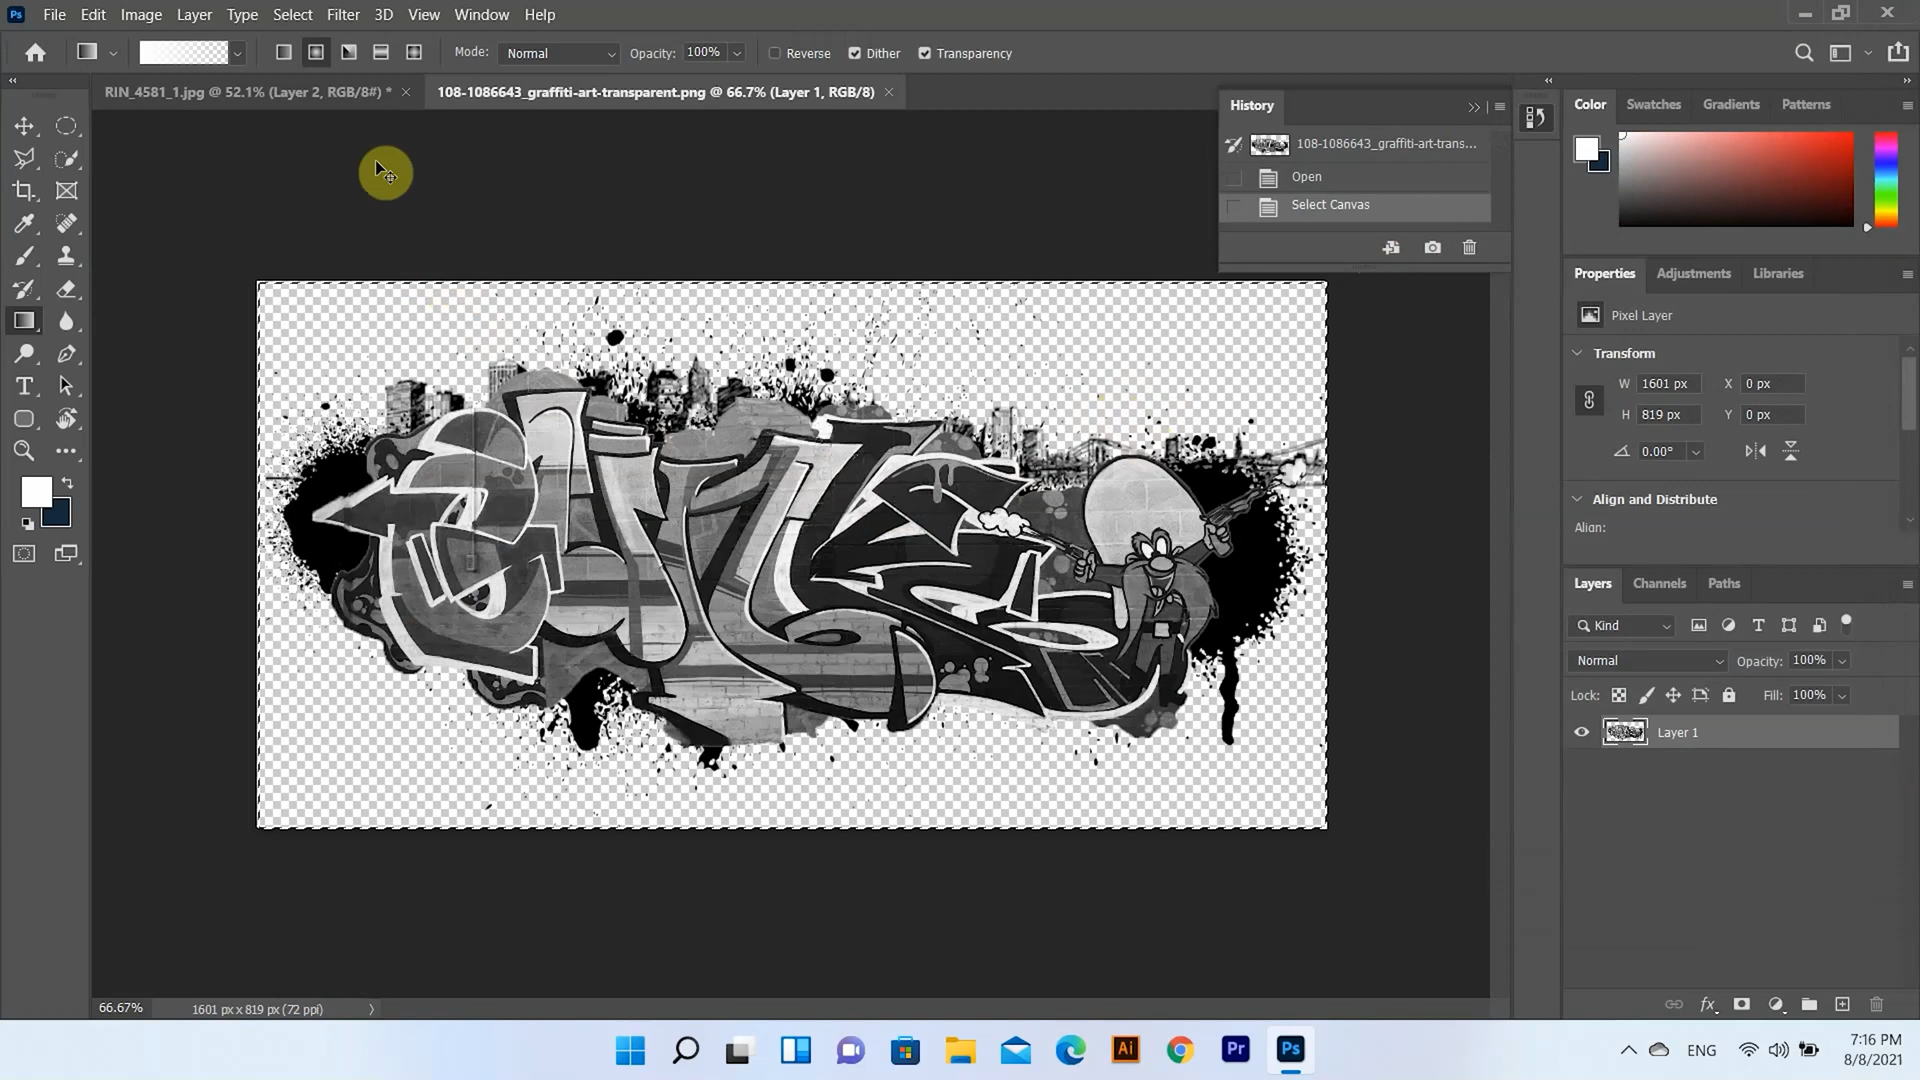 Ps File Edit Image Layer Type Select Filter 3D View Window Help
Mode: Normal Opacity: 100% Reverse Dither Transparency
RIN_4581_1.jpg @ 52.1% (Layer 2, RGB/8#) * × 108-1086643_graffiti-art-transparent.png @ 66.7% (Layer 1, RGB/8) ×
History
108-1086643_graffiti-art-trans...
Open
Select Canvas
Color Swatches Gradients Patterns
Properties Adjustments Libraries
Pixel Layer
Transform
W 1601 px X 0 px
H 819 px Y 0 px
0.00°
Align and Distribute
Align:
Layers Channels Paths
Kind
Normal Opacity: 100%
Lock: Fill: 100%
Layer 1
fx
66.67% 1601 px x 819 px (72 ppi)
Ai Pr Ps
ENG
7:16 PM
8/8/2021